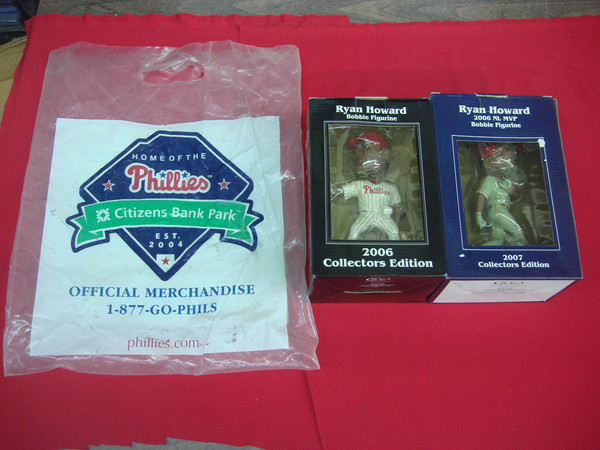 HOME OF THE
Phillies™
Citizens Bank Park
EST.
2004
OFFICIAL MERCHANDISE
1-877-GO-PHILS
phillies.com
Ryan Howard
Bobble Figurine
Phillies
2006
Collectors Edition
Ryan Howard
2006 NL MVP
Bobble Figurine
2007
Collectors Edition